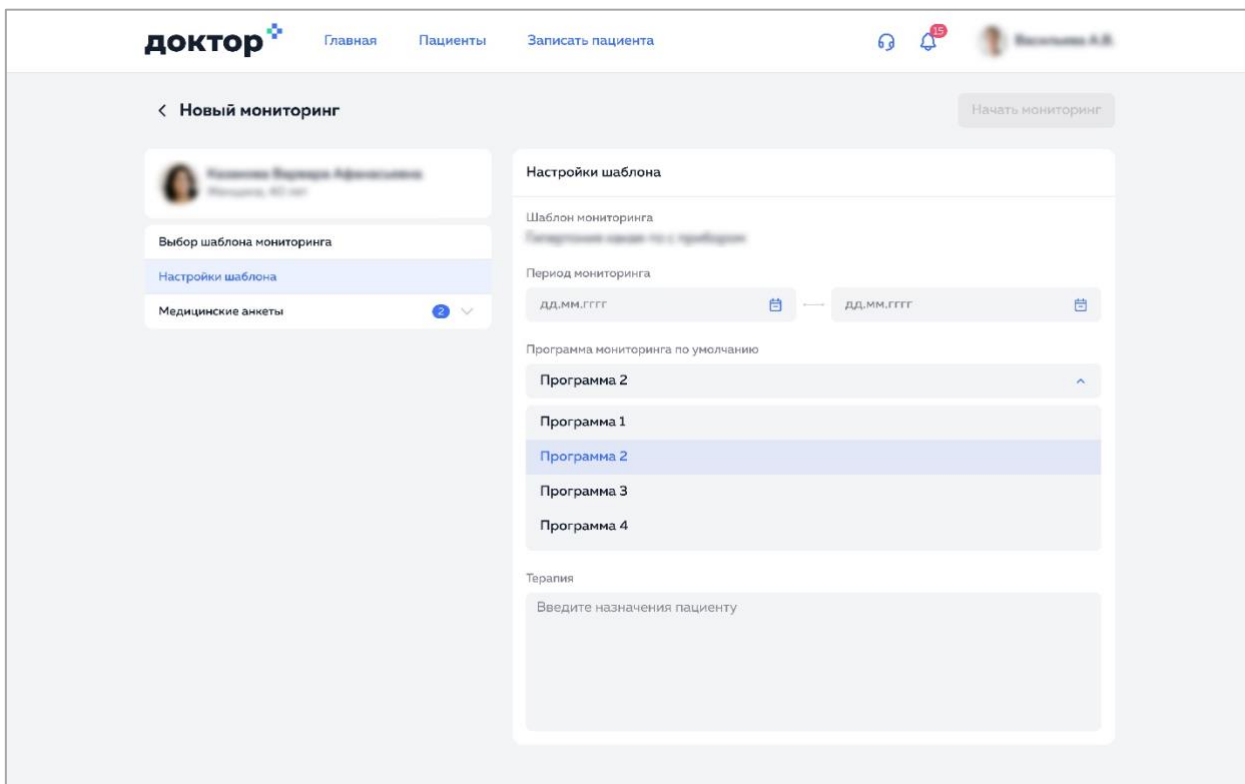 доктор
Главная Пациенты Записать пациента 15
Новый мониторинг
Начать мониторинг
Выбор шаблона мониторинга
Настройки шаблона
Медицинские анкеты 2
Настройки шаблона
Шаблон мониторинга
Период мониторинга
дд.мм.гггг — дд.мм.гггг
Программа мониторинга по умолчанию
Программа 2
Программа 1
Программа 2
Программа 3
Программа 4
Терапия
Введите назначения пациенту